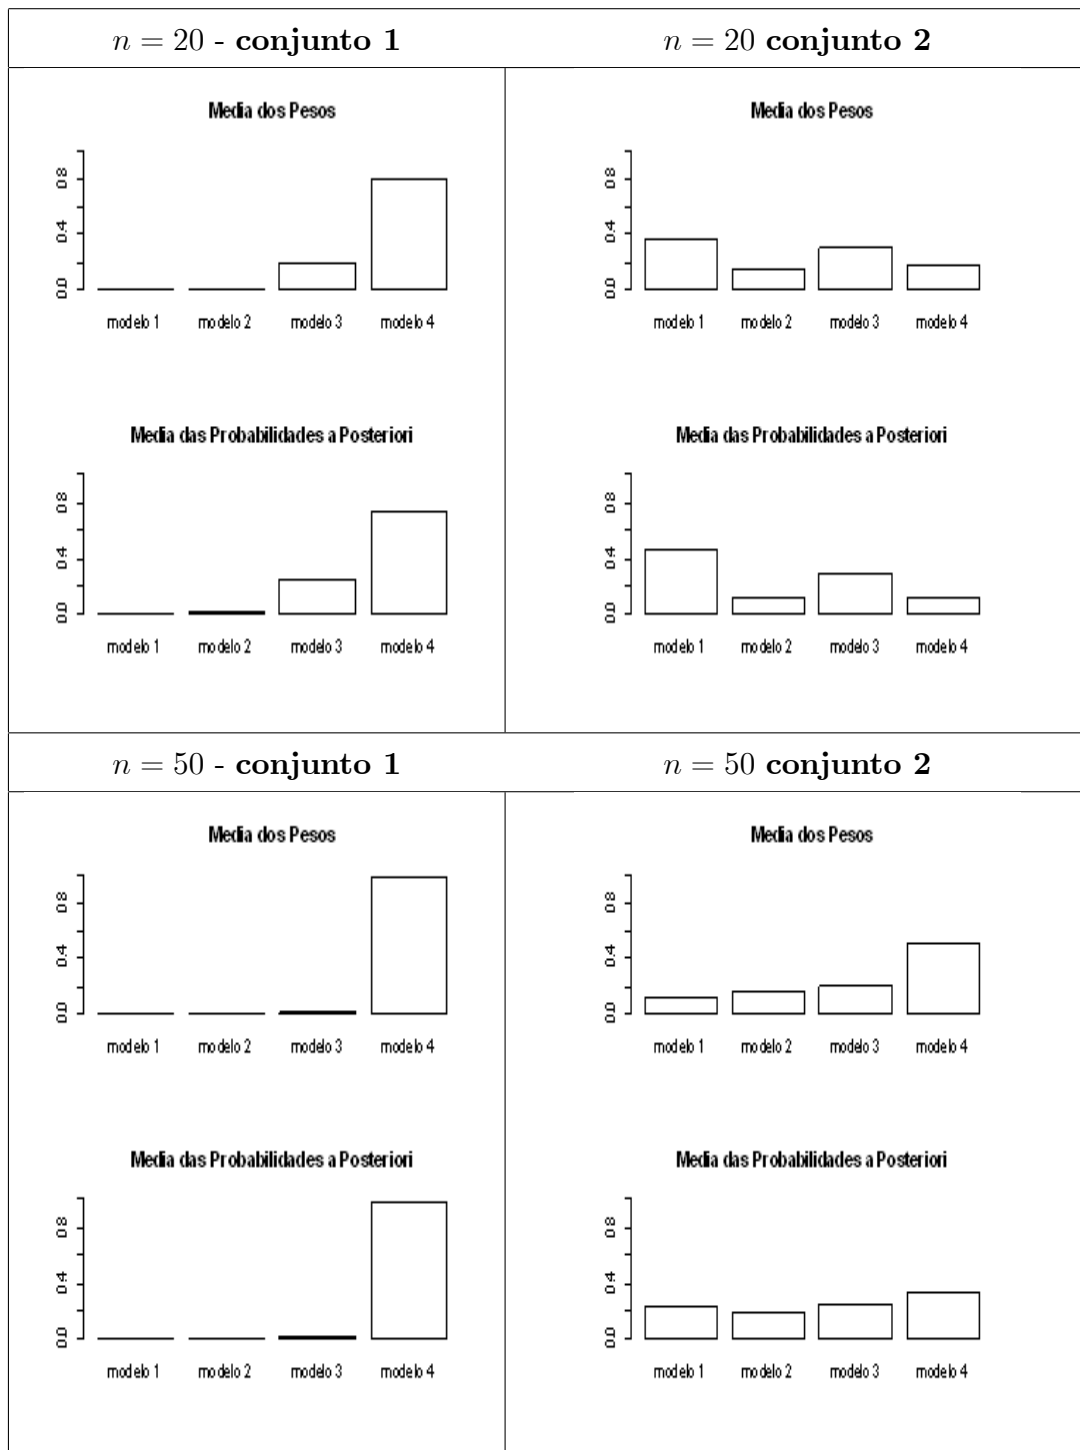 n = 20 - conjunto 1
n = 20 conjunto 2
Media dos Pesos
0.0 0.4 0.8
modelo 1 modelo 2 modelo 3 modelo 4
Media dos Pesos
0.0 0.4 0.8
modelo 1 modelo 2 modelo 3 modelo 4
Media das Probabilidades a Posteriori
0.0 0.4 0.8
modelo 1 modelo 2 modelo 3 modelo 4
Media das Probabilidades a Posteriori
0.0 0.4 0.8
modelo 1 modelo 2 modelo 3 modelo 4
n = 50 - conjunto 1
n = 50 conjunto 2
Media dos Pesos
0.0 0.4 0.8
modelo 1 modelo 2 modelo 3 modelo 4
Media dos Pesos
0.0 0.4 0.8
modelo 1 modelo 2 modelo 3 modelo 4
Media das Probabilidades a Posteriori
0.0 0.4 0.8
modelo 1 modelo 2 modelo 3 modelo 4
Media das Probabilidades a Posteriori
0.0 0.4 0.8
modelo 1 modelo 2 modelo 3 modelo 4